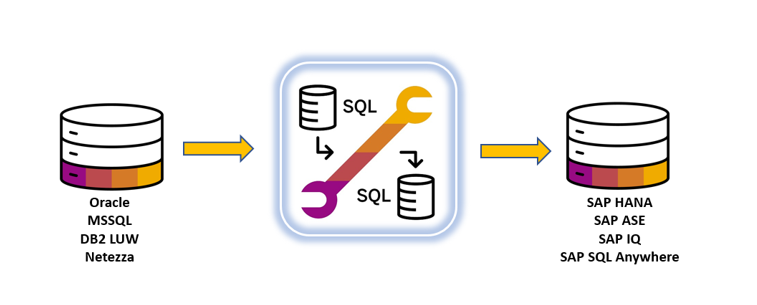 Oracle
MSSQL
DB2 LUW
Netezza
SQL
SQL
SAP HANA
SAP ASE
SAP IQ
SAP SQL Anywhere